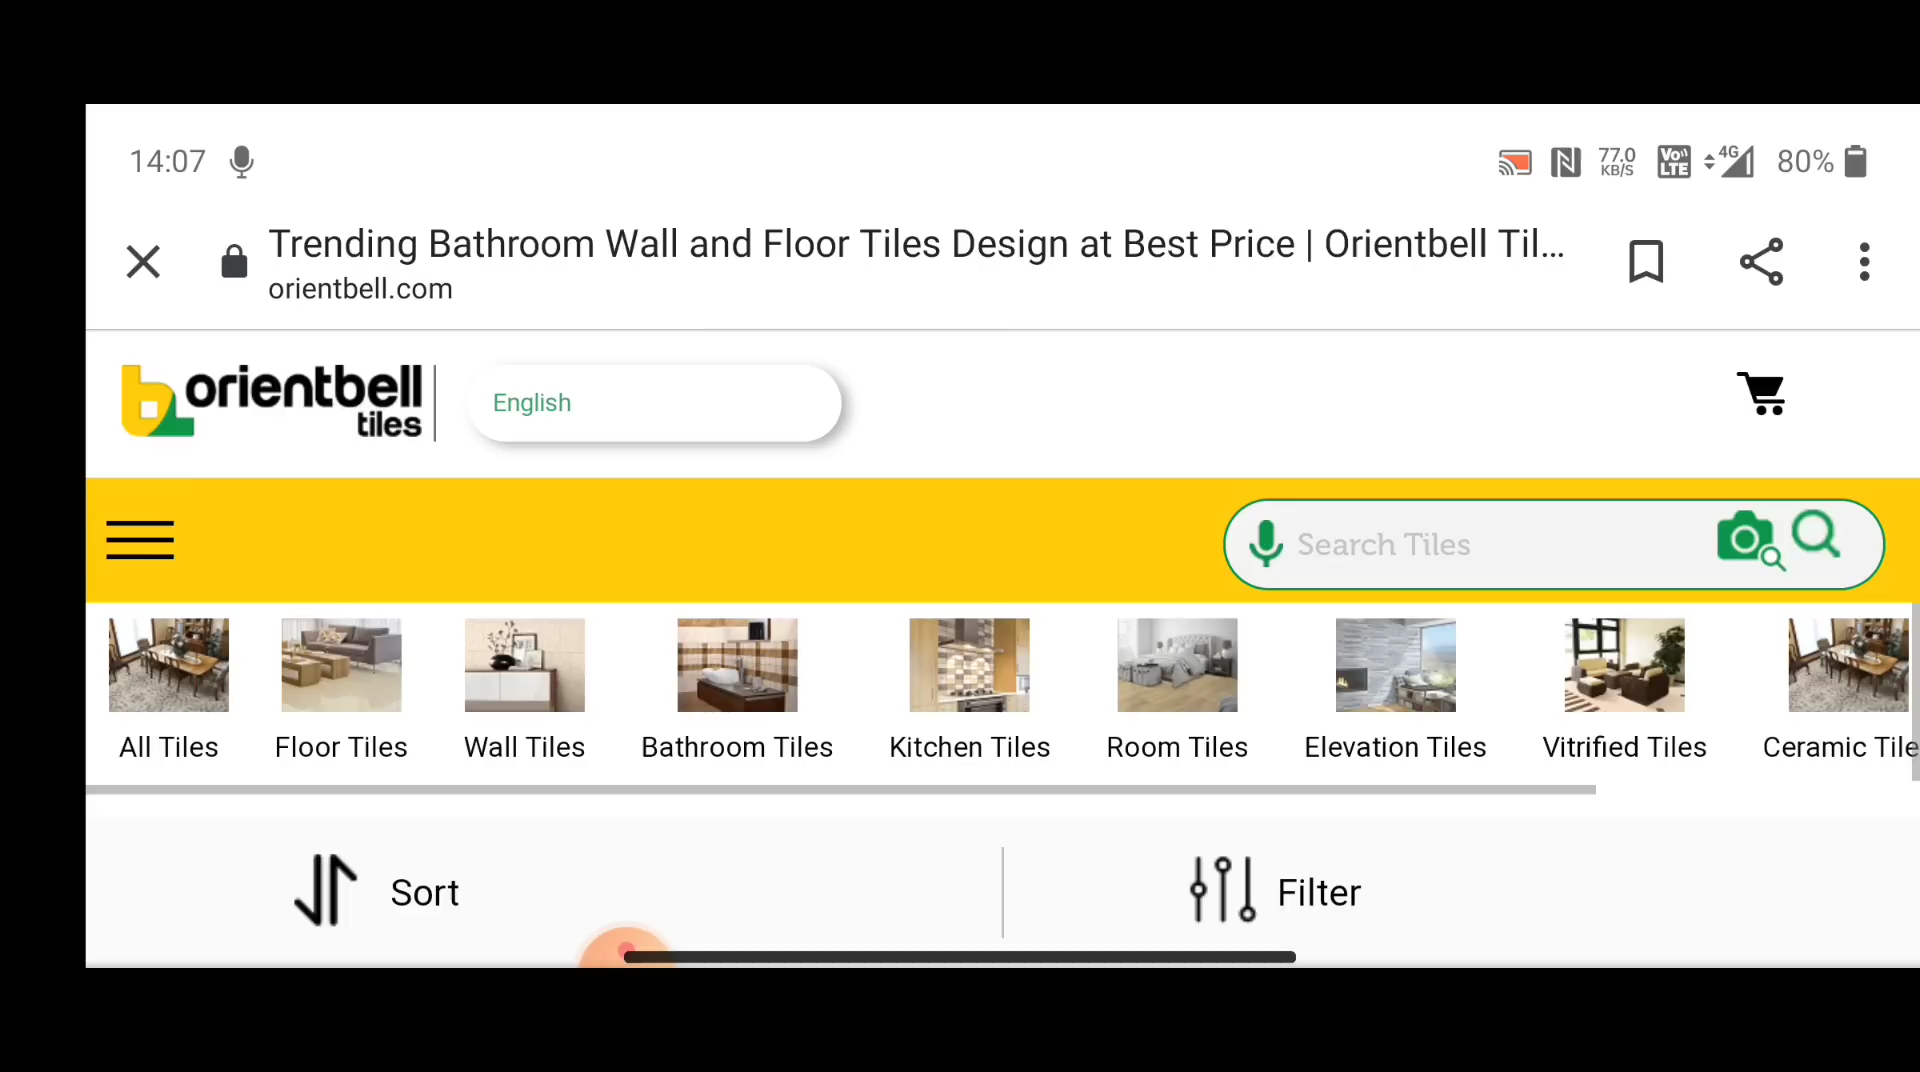 14:07
77.0
KB/S
Vo
LTE
4G
80%
Trending Bathroom Wall and Floor Tiles Design at Best Price | Orientbell Til...
orientbell.com
orientbell
tiles
English
Search Tiles
All Tiles
Floor Tiles
Wall Tiles
Bathroom Tiles
Kitchen Tiles
Room Tiles
Elevation Tiles
Vitrified Tiles
Ceramic Tile
Sort
Filter